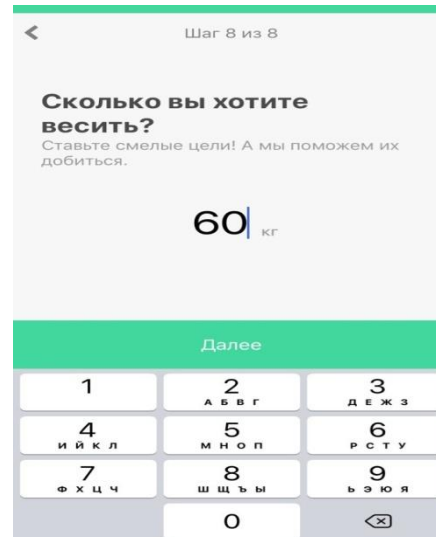 Шаг 8 из 8
Сколько вы хотите
весить?
Ставьте смелые цели! А мы поможем их
добиться.
60 кг
Далее
1 2 3
А Б В Г Д Е Ж З
4 5 6
И Й К Л М Н О П Р С Т У
7 8 9
Ф Х Ц Ч Ш Щ Ъ Ы Ь Э Ю Я
0